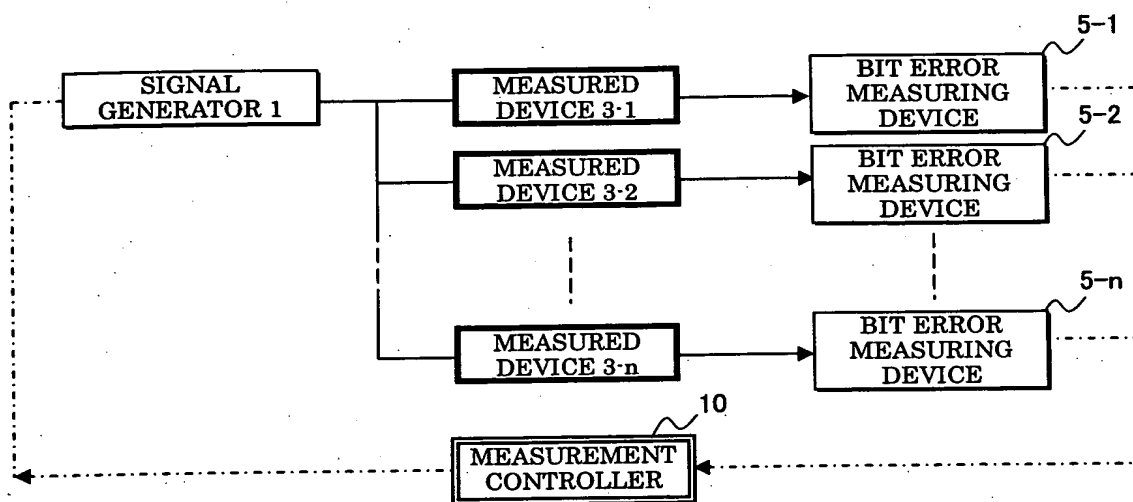 5-1
SIGNAL
GENERATOR 1
MEASURED
DEVICE 3-1
BIT ERROR
MEASURING
DEVICE
5-2
MEASURED
DEVICE 3-2
BIT ERROR
MEASURING
DEVICE
5-n
MEASURED
DEVICE 3-n
BIT ERROR
MEASURING
DEVICE
10
MEASUREMENT
CONTROLLER